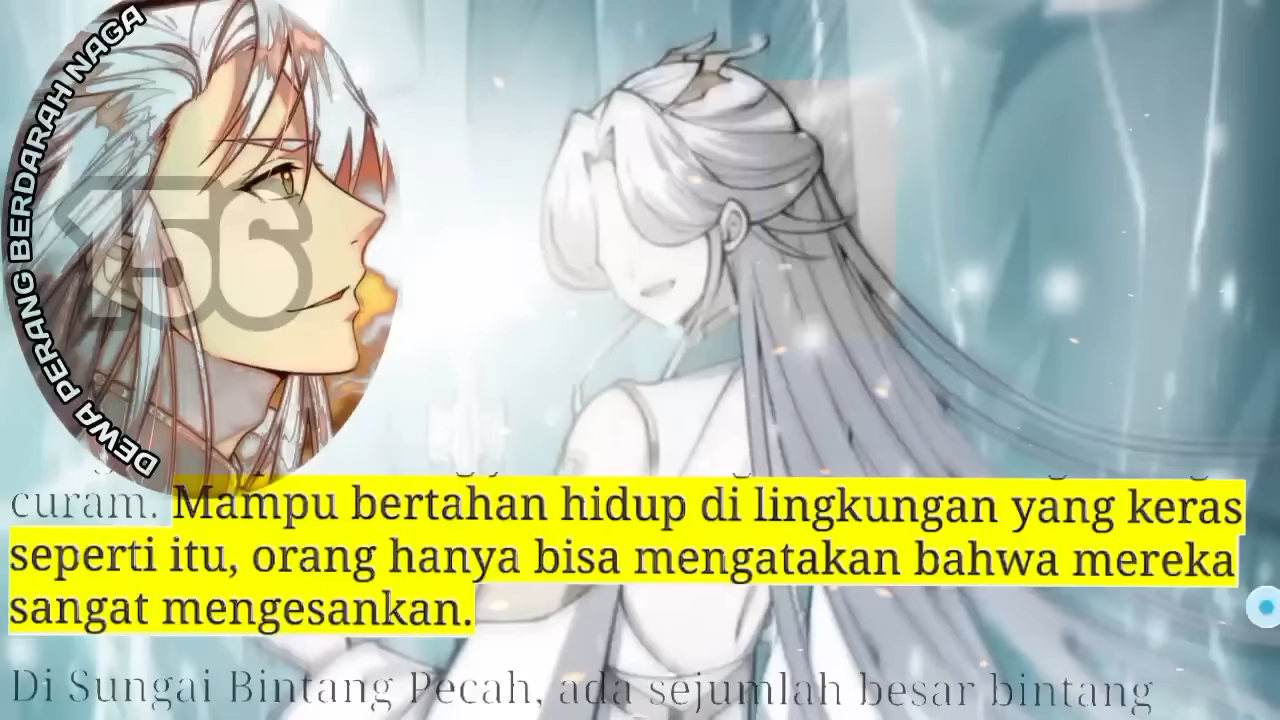 DEWA PERANG BERDARAH NAGA
156
curam. Mampu bertahan hidup di lingkungan yang keras
seperti itu, orang hanya bisa mengatakan bahwa mereka
sangat mengesankan.
Di Sungai Bintang Pecah, ada sejumlah besar bintang